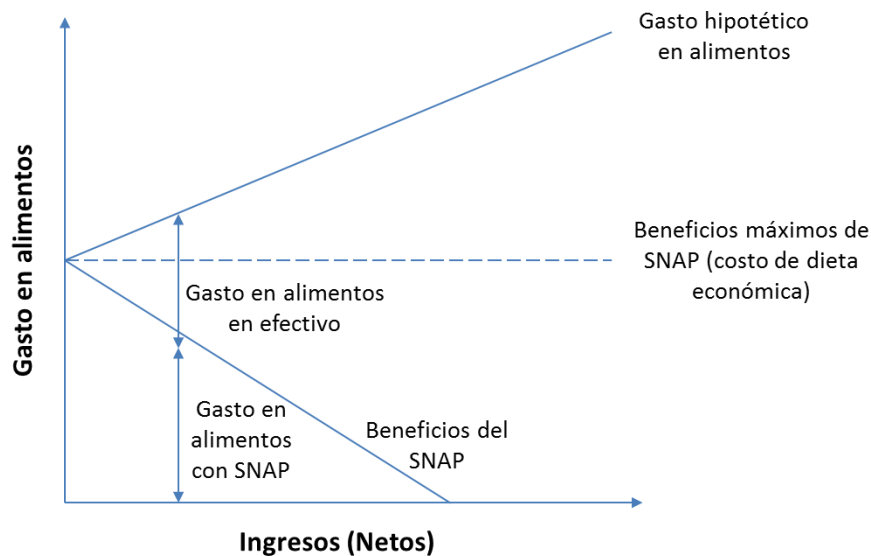 Gasto hipotético
en alimentos
Gasto en alimentos
Beneficios máximos de
SNAP (costo de dieta
económica)
Gasto en alimentos
en efectivo
Gasto en
alimentos
con SNAP
Beneficios del
SNAP
Ingresos (Netos)